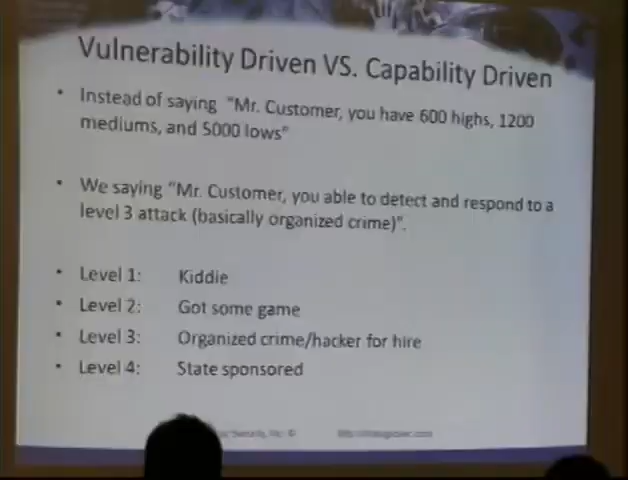 Vulnerability Driven VS. Capability Driven
• Instead of saying "Mr. Customer, you have 600 highs, 1200
mediums, and 5000 lows"
• We saying "Mr. Customer, you able to detect and respond to a
level 3 attack (basically organized crime)".
• Level 1: Kiddie
• Level 2: Got some game
• Level 3: Organized crime/hacker for hire
• Level 4: State sponsored
Security, Inc. ©